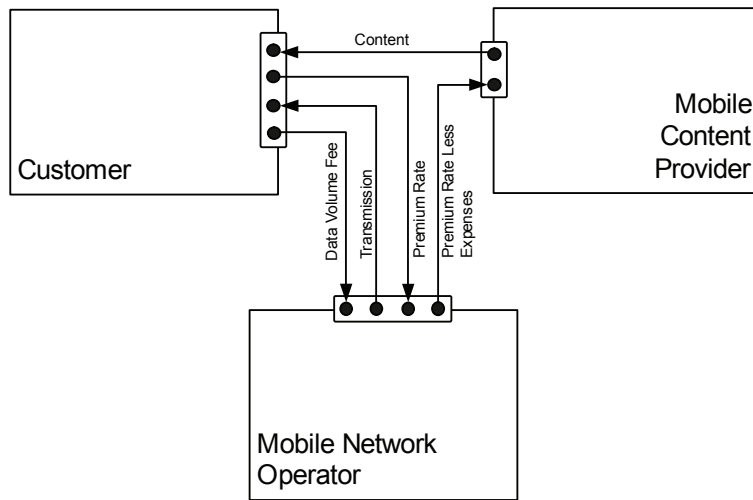 Content
Mobile
Content
Provider
Customer
Data Volume Fee
Transmission
Premium Rate
Premium Rate Less
Expenses
Mobile Network
Operator